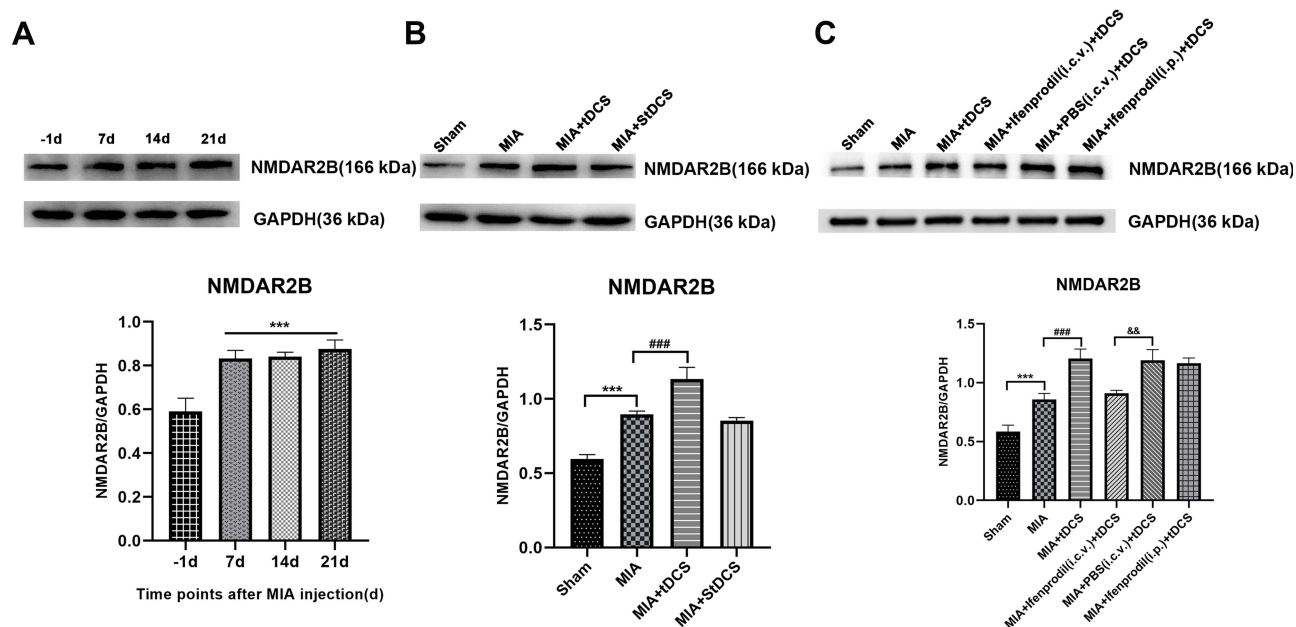 A
-1d 7d 14d 21d
NMDAR2B(166 kDa)
GAPDH(36 kDa)
NMDAR2B
***
NMDAR2B/GAPDH
1.0
0.8
0.6
0.4
0.2
0.0
-1d 7d 14d 21d
Time points after MIA injection(d)
B
Sham
MIA
MIA+tDCS
MIA+StDCS
NMDAR2B(166 kDa)
GAPDH(36 kDa)
NMDAR2B
***
###
NMDAR2B/GAPDH
1.5
1.0
0.5
0.0
Sham
MIA
MIA+tDCS
MIA+StDCS
C
Sham
MIA
MIA+tDCS
MIA+Ifenprodil(i.c.v.)+tDCS
MIA+PBS(i.c.v.)+tDCS
MIA+Ifenprodil(i.p.)+tDCS
NMDAR2B(166 kDa)
GAPDH(36 kDa)
NMDAR2B
***
###
&&
NMDAR2B/GAPDH
1.5
1.0
0.5
0.0
Sham
MIA
MIA+tDCS
MIA+Ifenprodil(i.c.v.)+tDCS
MIA+PBS(i.c.v.)+tDCS
MIA+Ifenprodil(i.p.)+tDCS